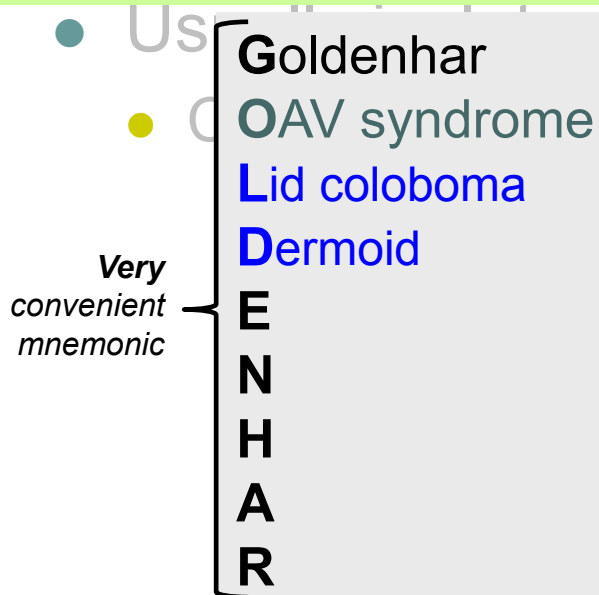 Goldenhar
OAV syndrome
Lid coloboma
Dermoid
Very
convenient
mnemonic
E
N
H
A
R